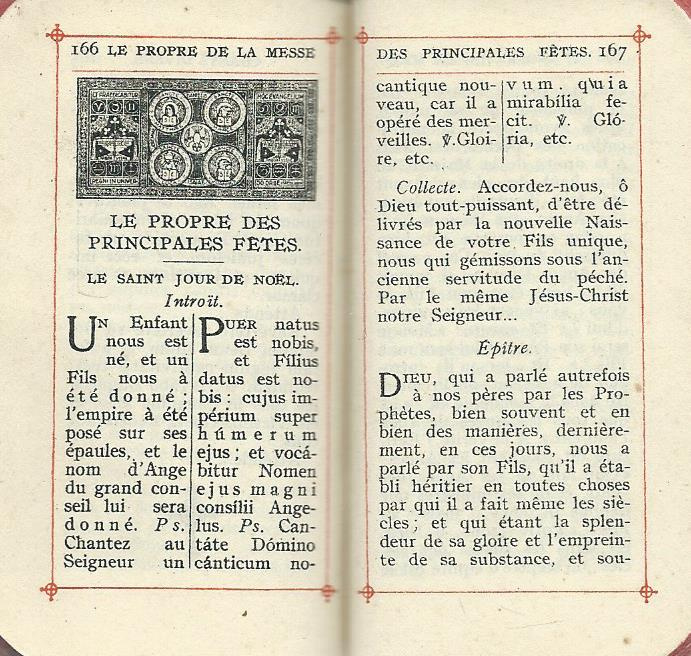 166 LE PROPRE DE LA MESSE
LE PROPRE DES
PRINCIPALES FÊTES.
LE SAINT JOUR DE NOËL.
Introït.
UN Enfant
nous est
né, et un
Fils nous à
été donné ;
l'empire à été
posé sur ses
épaules, et le
nom d'Ange
du grand con-
seil lui sera
donné. Ps.
Chantez au
Seigneur un
PUER natus
est nobis,
et Fílius
datus est no-
bis : cujus im-
périum super
húmerum
ejus ; et vocá-
bitur Nomen
ejus magni
consílii Ange-
lus. Ps. Can-
táte Dómino
cánticum no-
DES PRINCIPALES FÊTES. 167
cantique nou-
veau, car il a
opéré des mer-
veilles. ℣. Gloi-
re, etc.
vum. quia
mirabília fe-
cit. ℣. Gló-
ria, etc.
Collecte. Accordez-nous, ô
Dieu tout-puissant, d'être dé-
livrés par la nouvelle Nais-
sance de votre Fils unique,
nous qui gémissons sous l'an-
cienne servitude du péché.
Par le même Jésus-Christ
notre Seigneur...
Épître.
DIEU, qui a parlé autrefois
à nos pères par les Pro-
phètes, bien souvent et en
bien des manières, dernière-
ment, en ces jours, nous a
parlé par son Fils, qu'il a éta-
bli héritier en toutes choses
par qui il a fait même les siè-
cles ; et qui étant la splen-
deur de sa gloire et l'emprein-
te de sa substance, et sou-